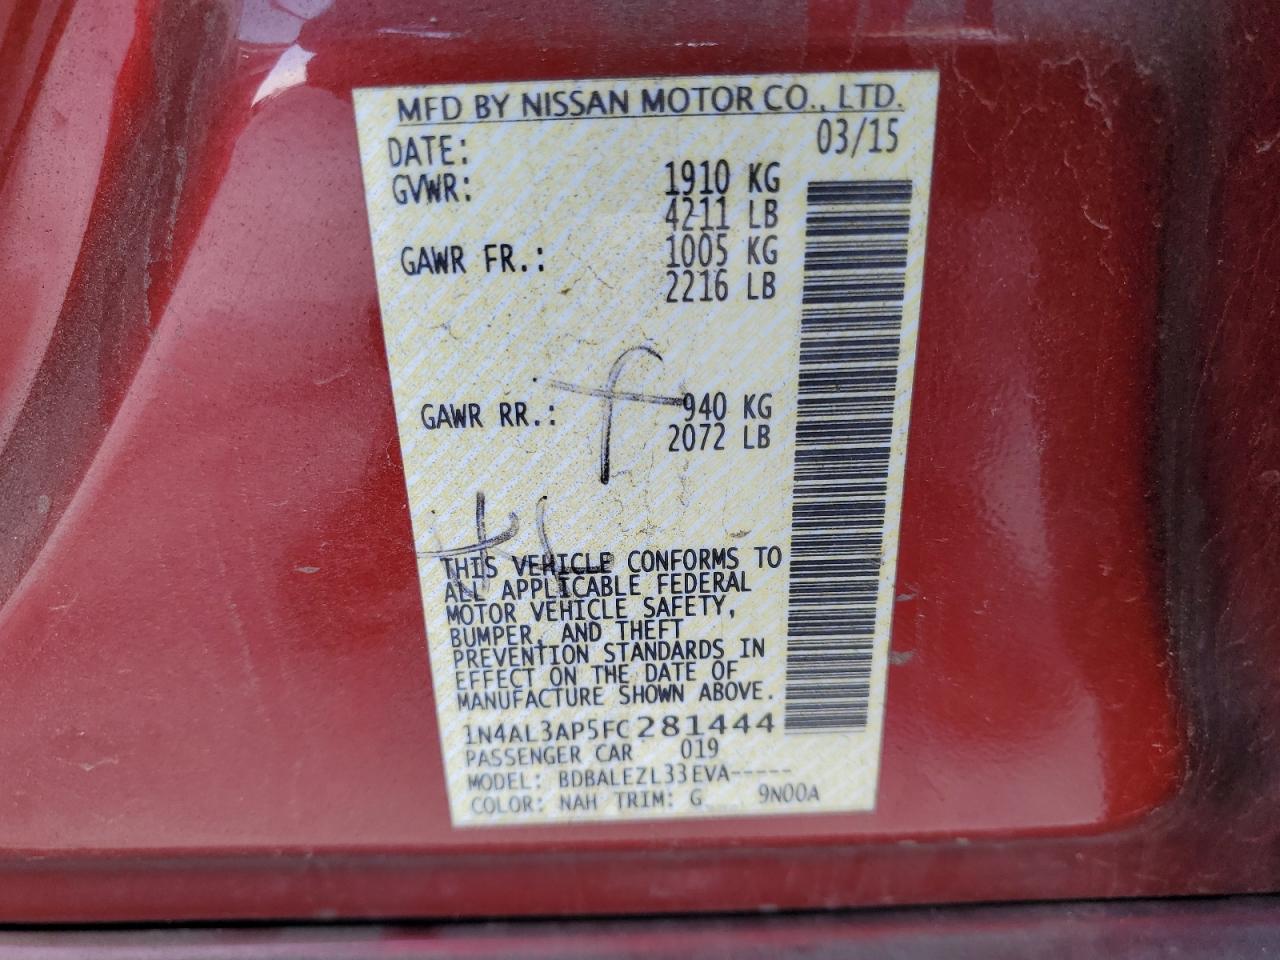 MFD BY NISSAN MOTOR CO., LTD.
DATE: 03/15
GVWR: 1910 KG
4211 LB
GAWR FR.: 1005 KG
2216 LB
GAWR RR.: 940 KG
2072 LB
THIS VEHICLE CONFORMS TO
ALL APPLICABLE FEDERAL
MOTOR VEHICLE SAFETY,
BUMPER, AND THEFT
PREVENTION STANDARDS IN
EFFECT ON THE DATE OF
MANUFACTURE SHOWN ABOVE.
1N4AL3AP5FC281444
PASSENGER CAR 019
MODEL: BDBALEZL33EVA-----
COLOR: NAH TRIM: G 9N00A